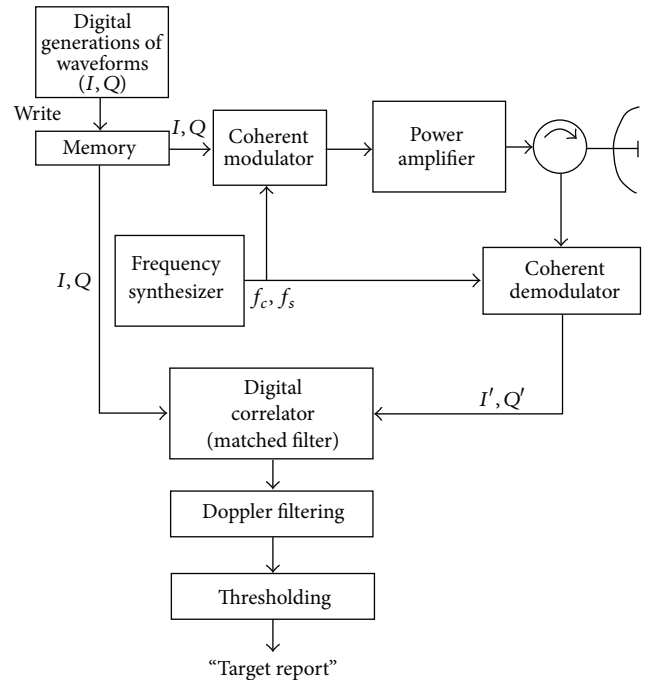 Digital
generations of
waveforms
(I, Q)
Write
Memory
I, Q
Coherent
modulator
Power
amplifier
Frequency
synthesizer
f_c, f_s
Coherent
demodulator
I, Q
I′, Q′
Digital
correlator
(matched filter)
Doppler filtering
Thresholding
“Target report”